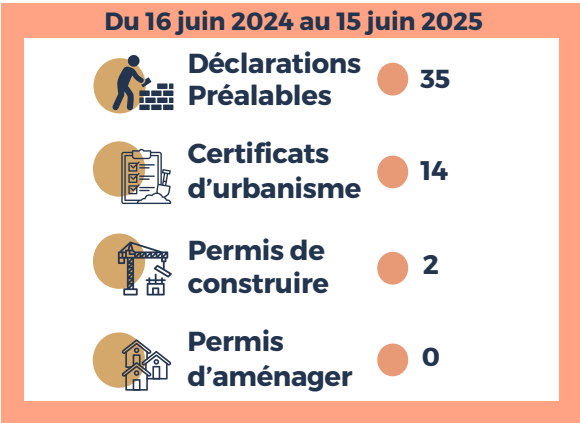 Du 16 juin 2024 au 15 juin 2025
Déclarations
Préalables
35
Certificats
d'urbanisme
14
Permis de
construire
2
Permis
d'aménager
0